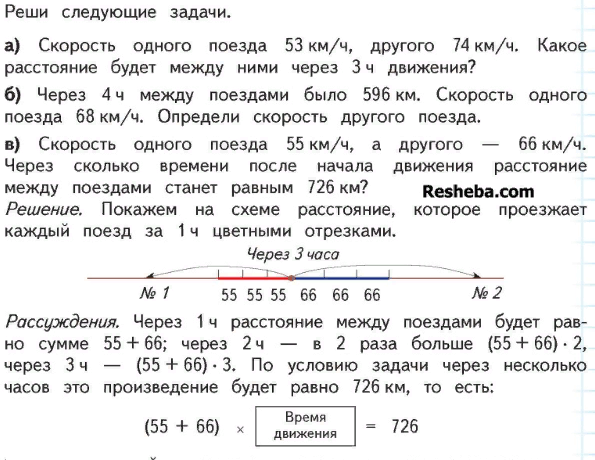 Реши следующие задачи.
а) Скорость одного поезда 53 км/ч, другого 74 км/ч. Какое
расстояние будет между ними через 3 ч движения?
б) Через 4 ч между поездами было 596 км. Скорость одного
поезда 68 км/ч. Определи скорость другого поезда.
в) Скорость одного поезда 55 км/ч, а другого — 66 км/ч.
Через сколько времени после начала движения расстояние
между поездами станет равным 726 км?
Resheba.com
Решение. Покажем на схеме расстояние, которое проезжает
каждый поезд за 1 ч цветными отрезками.
Через 3 часа
№ 1 55 55 55 66 66 66 № 2
Рассуждения. Через 1 ч расстояние между поездами будет рав-
но сумме 55 + 66; через 2 ч — в 2 раза больше (55 + 66) · 2,
через 3 ч — (55 + 66) · 3. По условию задачи через несколько
часов это произведение будет равно 726 км, то есть:
(55 + 66) × Время движения = 726